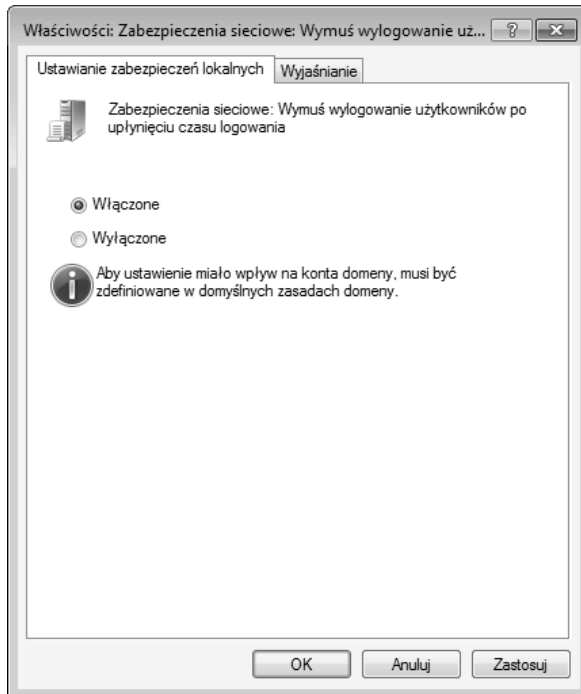 Właściwości: Zabezpieczenia sieciowe: Wymuś wylogowanie uż...
Ustawianie zabezpieczeń lokalnych
Wyjaśnianie
Zabezpieczenia sieciowe: Wymuś wylogowanie użytkowników po
upłynięciu czasu logowania
Włączone
Wyłączone
Aby ustawienie miało wpływ na konta domeny, musi być
zdefiniowane w domyślnych zasadach domeny.
OK
Anuluj
Zastosuj